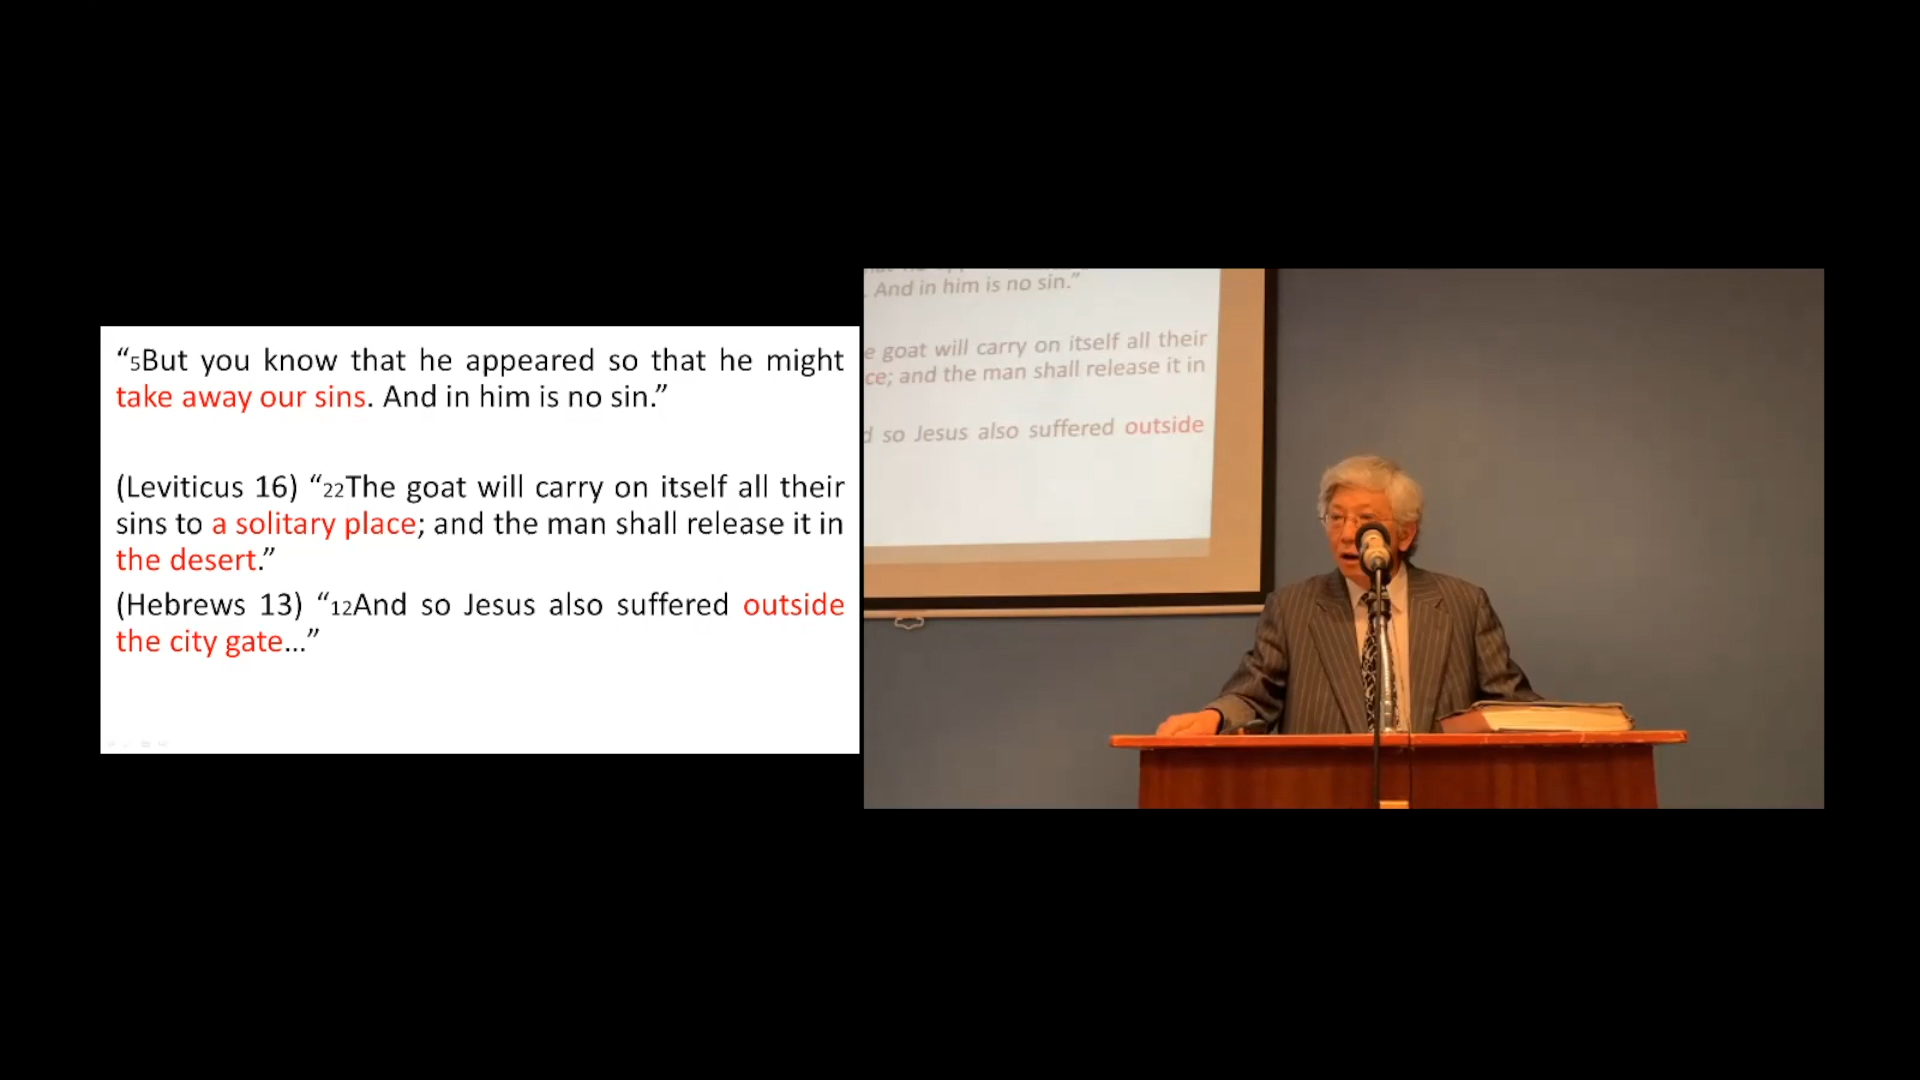 “5But you know that he appeared so that he might
take away our sins. And in him is no sin.”
(Leviticus 16) “22The goat will carry on itself all their
sins to a solitary place; and the man shall release it in
the desert.”
(Hebrews 13) “12And so Jesus also suffered outside
the city gate...”
. And in him is no sin.”
e goat will carry on itself all their
ce; and the man shall release it in
d so Jesus also suffered outside